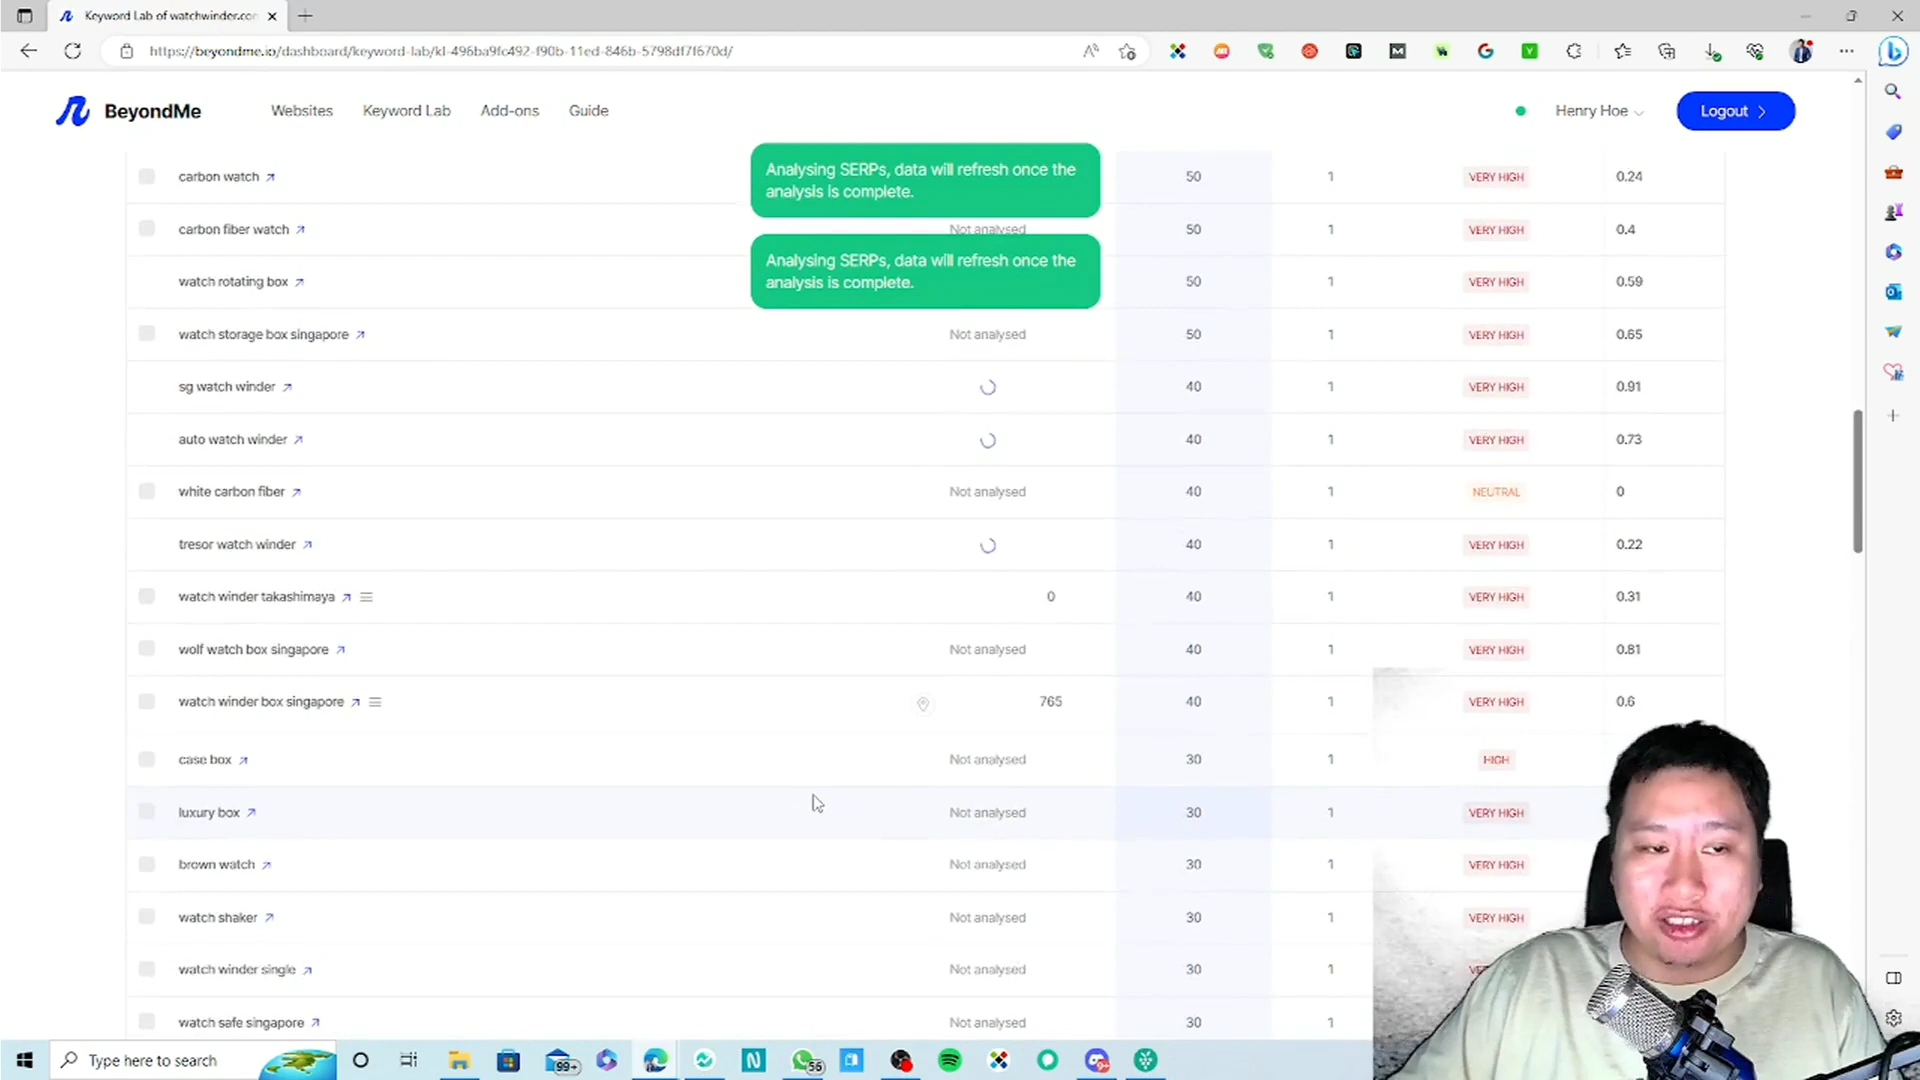 Keyword Lab of watchwinder.co
https://beyondme.io/dashboard/keyword-lab/kl-496ba9fc492-f90b-11ed-846b-5798df7f670d/
BeyondMe
Websites
Keyword Lab
Add-ons
Guide
Henry Hoe
Logout
Analysing SERPs, data will refresh once the
analysis is complete.
Analysing SERPs, data will refresh once the
analysis is complete.
carbon watch 50 1 VERY HIGH 0.24
carbon fiber watch Not analysed 50 1 VERY HIGH 0.4
watch rotating box 50 1 VERY HIGH 0.59
watch storage box singapore Not analysed 50 1 VERY HIGH 0.65
sg watch winder 40 1 VERY HIGH 0.91
auto watch winder 40 1 VERY HIGH 0.73
white carbon fiber Not analysed 40 1 NEUTRAL 0
tresor watch winder 40 1 VERY HIGH 0.22
watch winder takashimaya 0 40 1 VERY HIGH 0.31
wolf watch box singapore Not analysed 40 1 VERY HIGH 0.81
watch winder box singapore 765 40 1 VERY HIGH 0.6
case box Not analysed 30 1 HIGH
luxury box Not analysed 30 1 VERY HIGH
brown watch Not analysed 30 1 VERY HIGH
watch shaker Not analysed 30 1 VERY HIGH
watch winder single Not analysed 30 1
watch safe singapore Not analysed 30 1
Type here to search
99+
56